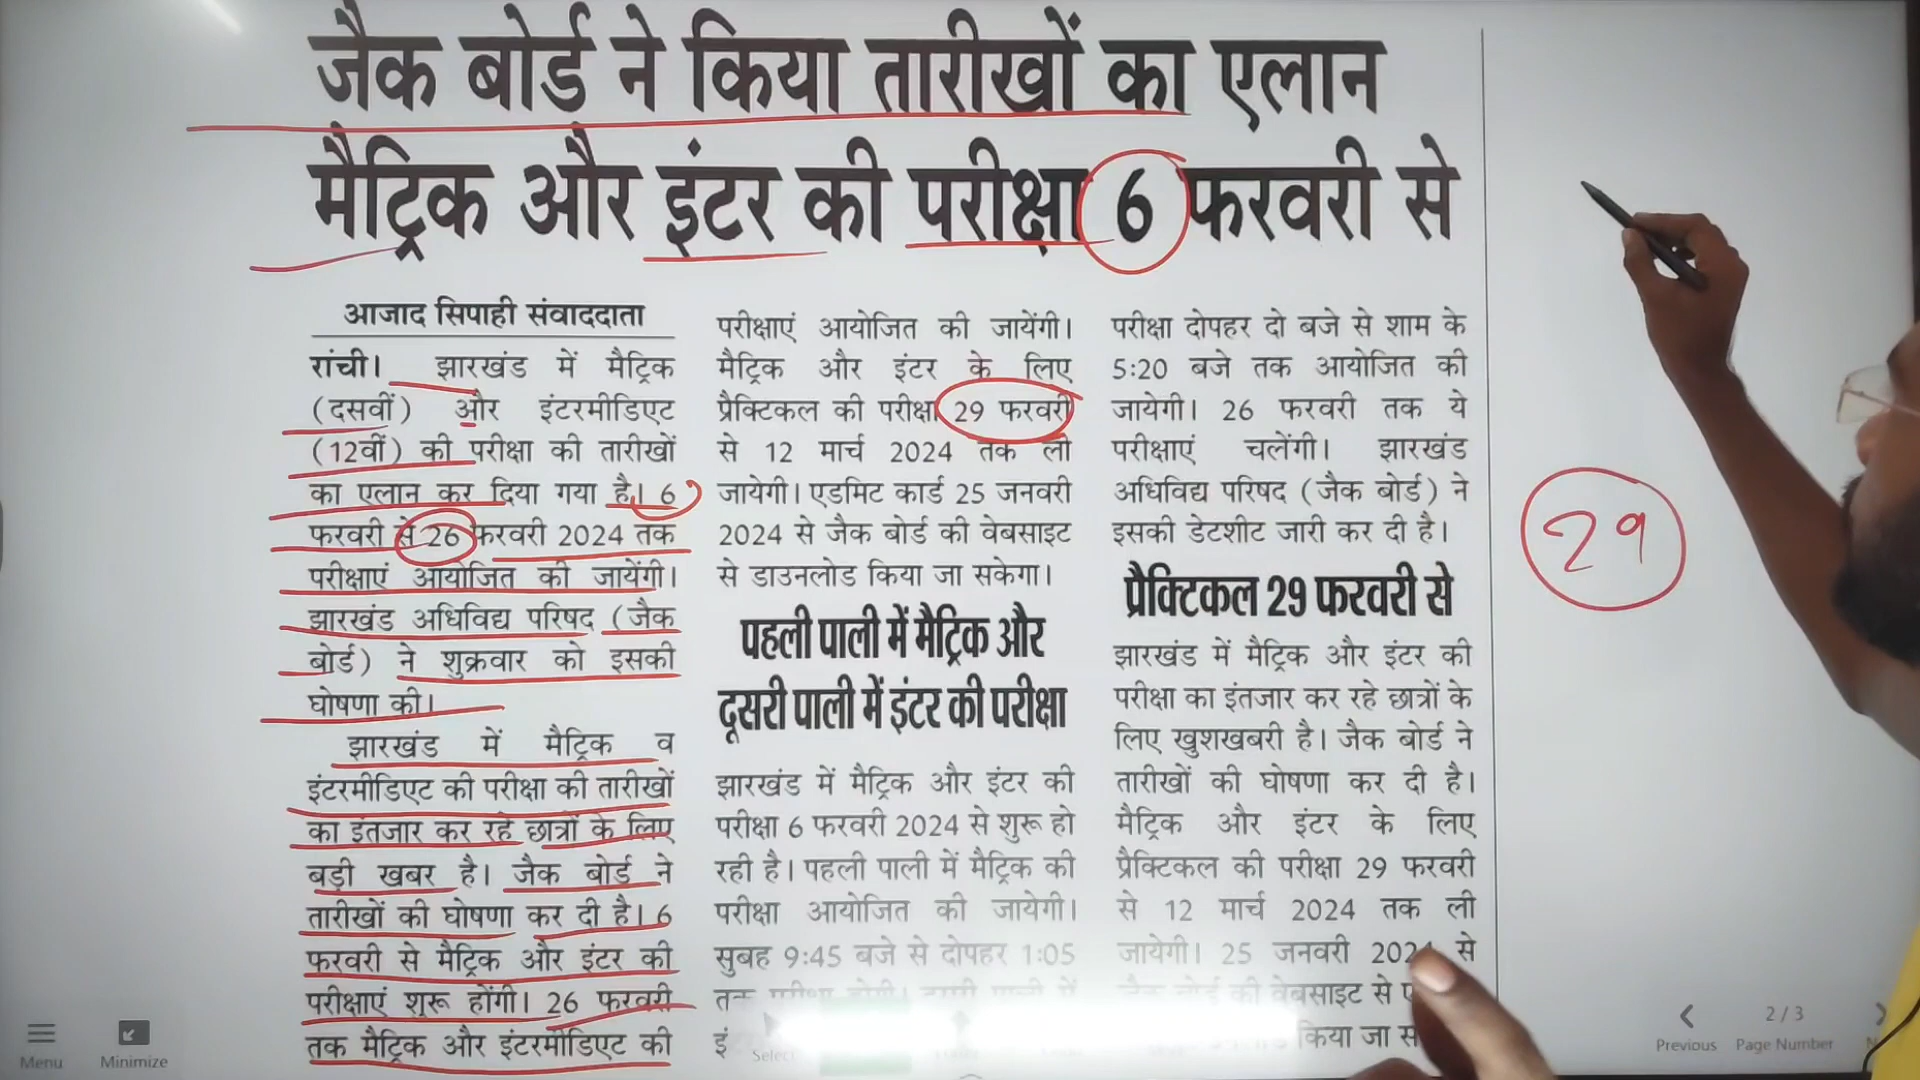 जैक बोर्ड ने किया तारीखों का एलान
मैट्रिक और इंटर की परीक्षा 6 फरवरी से
आजाद सिपाही संवाददाता
रांची। झारखंड में मैट्रिक
(दसवीं) और इंटरमीडिएट
(12वीं) की परीक्षा की तारीखों
का एलान कर दिया गया है। 6
फरवरी से 26 फरवरी 2024 तक
परीक्षाएं आयोजित की जायेंगी।
झारखंड अधिविद्य परिषद (जैक
बोर्ड) ने शुक्रवार को इसकी
घोषणा की।
झारखंड में मैट्रिक व
इंटरमीडिएट की परीक्षा की तारीखों
का इंतजार कर रहे छात्रों के लिए
बड़ी खबर है। जैक बोर्ड ने
तारीखों की घोषणा कर दी है। 6
फरवरी से मैट्रिक और इंटर की
परीक्षाएं शुरू होंगी। 26 फरवरी
तक मैट्रिक और इंटरमीडिएट की
परीक्षाएं आयोजित की जायेंगी।
मैट्रिक और इंटर के लिए
प्रैक्टिकल की परीक्षा 29 फरवरी
से 12 मार्च 2024 तक ली
जायेगी। एडमिट कार्ड 25 जनवरी
2024 से जैक बोर्ड की वेबसाइट
से डाउनलोड किया जा सकेगा।
पहली पाली में मैट्रिक और
दूसरी पाली में इंटर की परीक्षा
झारखंड में मैट्रिक और इंटर की
परीक्षा 6 फरवरी 2024 से शुरू हो
रही है। पहली पाली में मैट्रिक की
परीक्षा आयोजित की जायेगी।
सुबह 9:45 बजे से दोपहर 1:05
तक परीक्षा होगी।
परीक्षा दोपहर दो बजे से शाम के
5:20 बजे तक आयोजित की
जायेगी। 26 फरवरी तक ये
परीक्षाएं चलेंगी। झारखंड
अधिविद्य परिषद (जैक बोर्ड) ने
इसकी डेटशीट जारी कर दी है।
प्रैक्टिकल 29 फरवरी से
झारखंड में मैट्रिक और इंटर की
परीक्षा का इंतजार कर रहे छात्रों के
लिए खुशखबरी है। जैक बोर्ड ने
तारीखों की घोषणा कर दी है।
मैट्रिक और इंटर के लिए
प्रैक्टिकल की परीक्षा 29 फरवरी
से 12 मार्च 2024 तक ली
जायेगी। 25 जनवरी 2024 से
की वेबसाइट से
किया जा
29
Menu
Minimize
Select
2 / 3
Previous Page Number